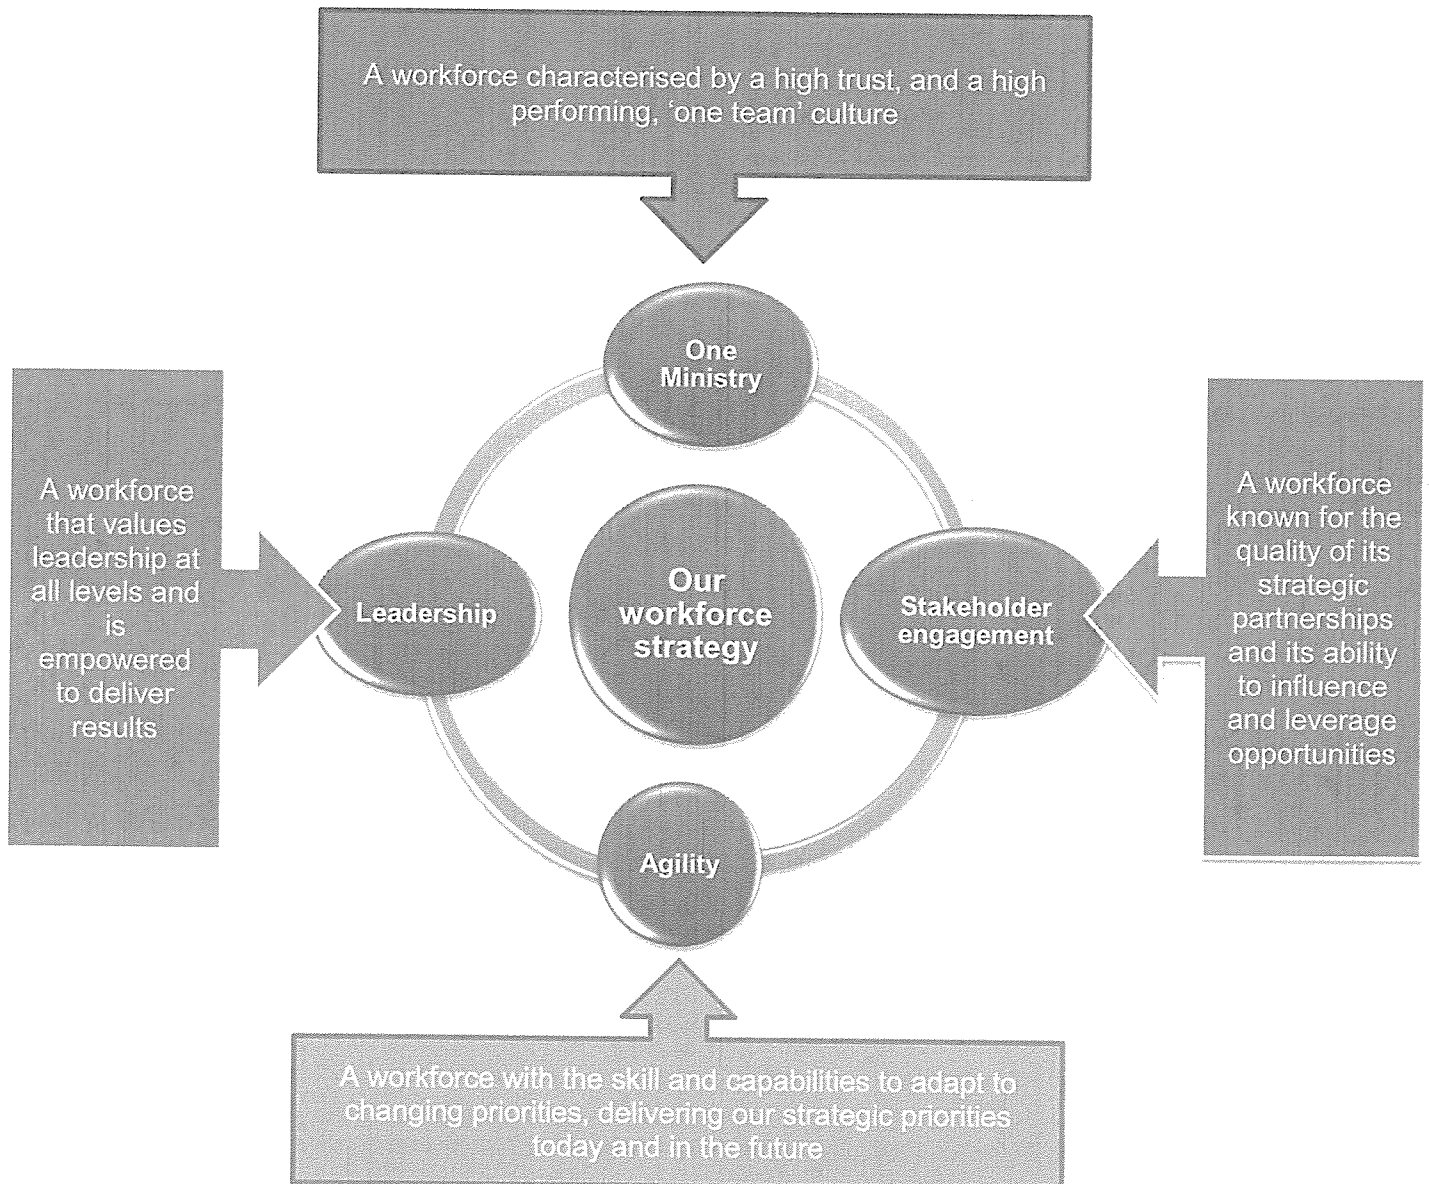 A workforce characterised by a high trust, and a high
performing, ‘one team’ culture
One
Ministry
A workforce
that values
leadership at
all levels and
is
empowered
to deliver
results
Leadership
Our
workforce
strategy
Stakeholder
engagement
A workforce
known for the
quality of its
strategic
partnerships
and its ability
to influence
and leverage
opportunities
Agility
A workforce with the skill and capabilities to adapt to
changing priorities, delivering our strategic priorities
today and in the future